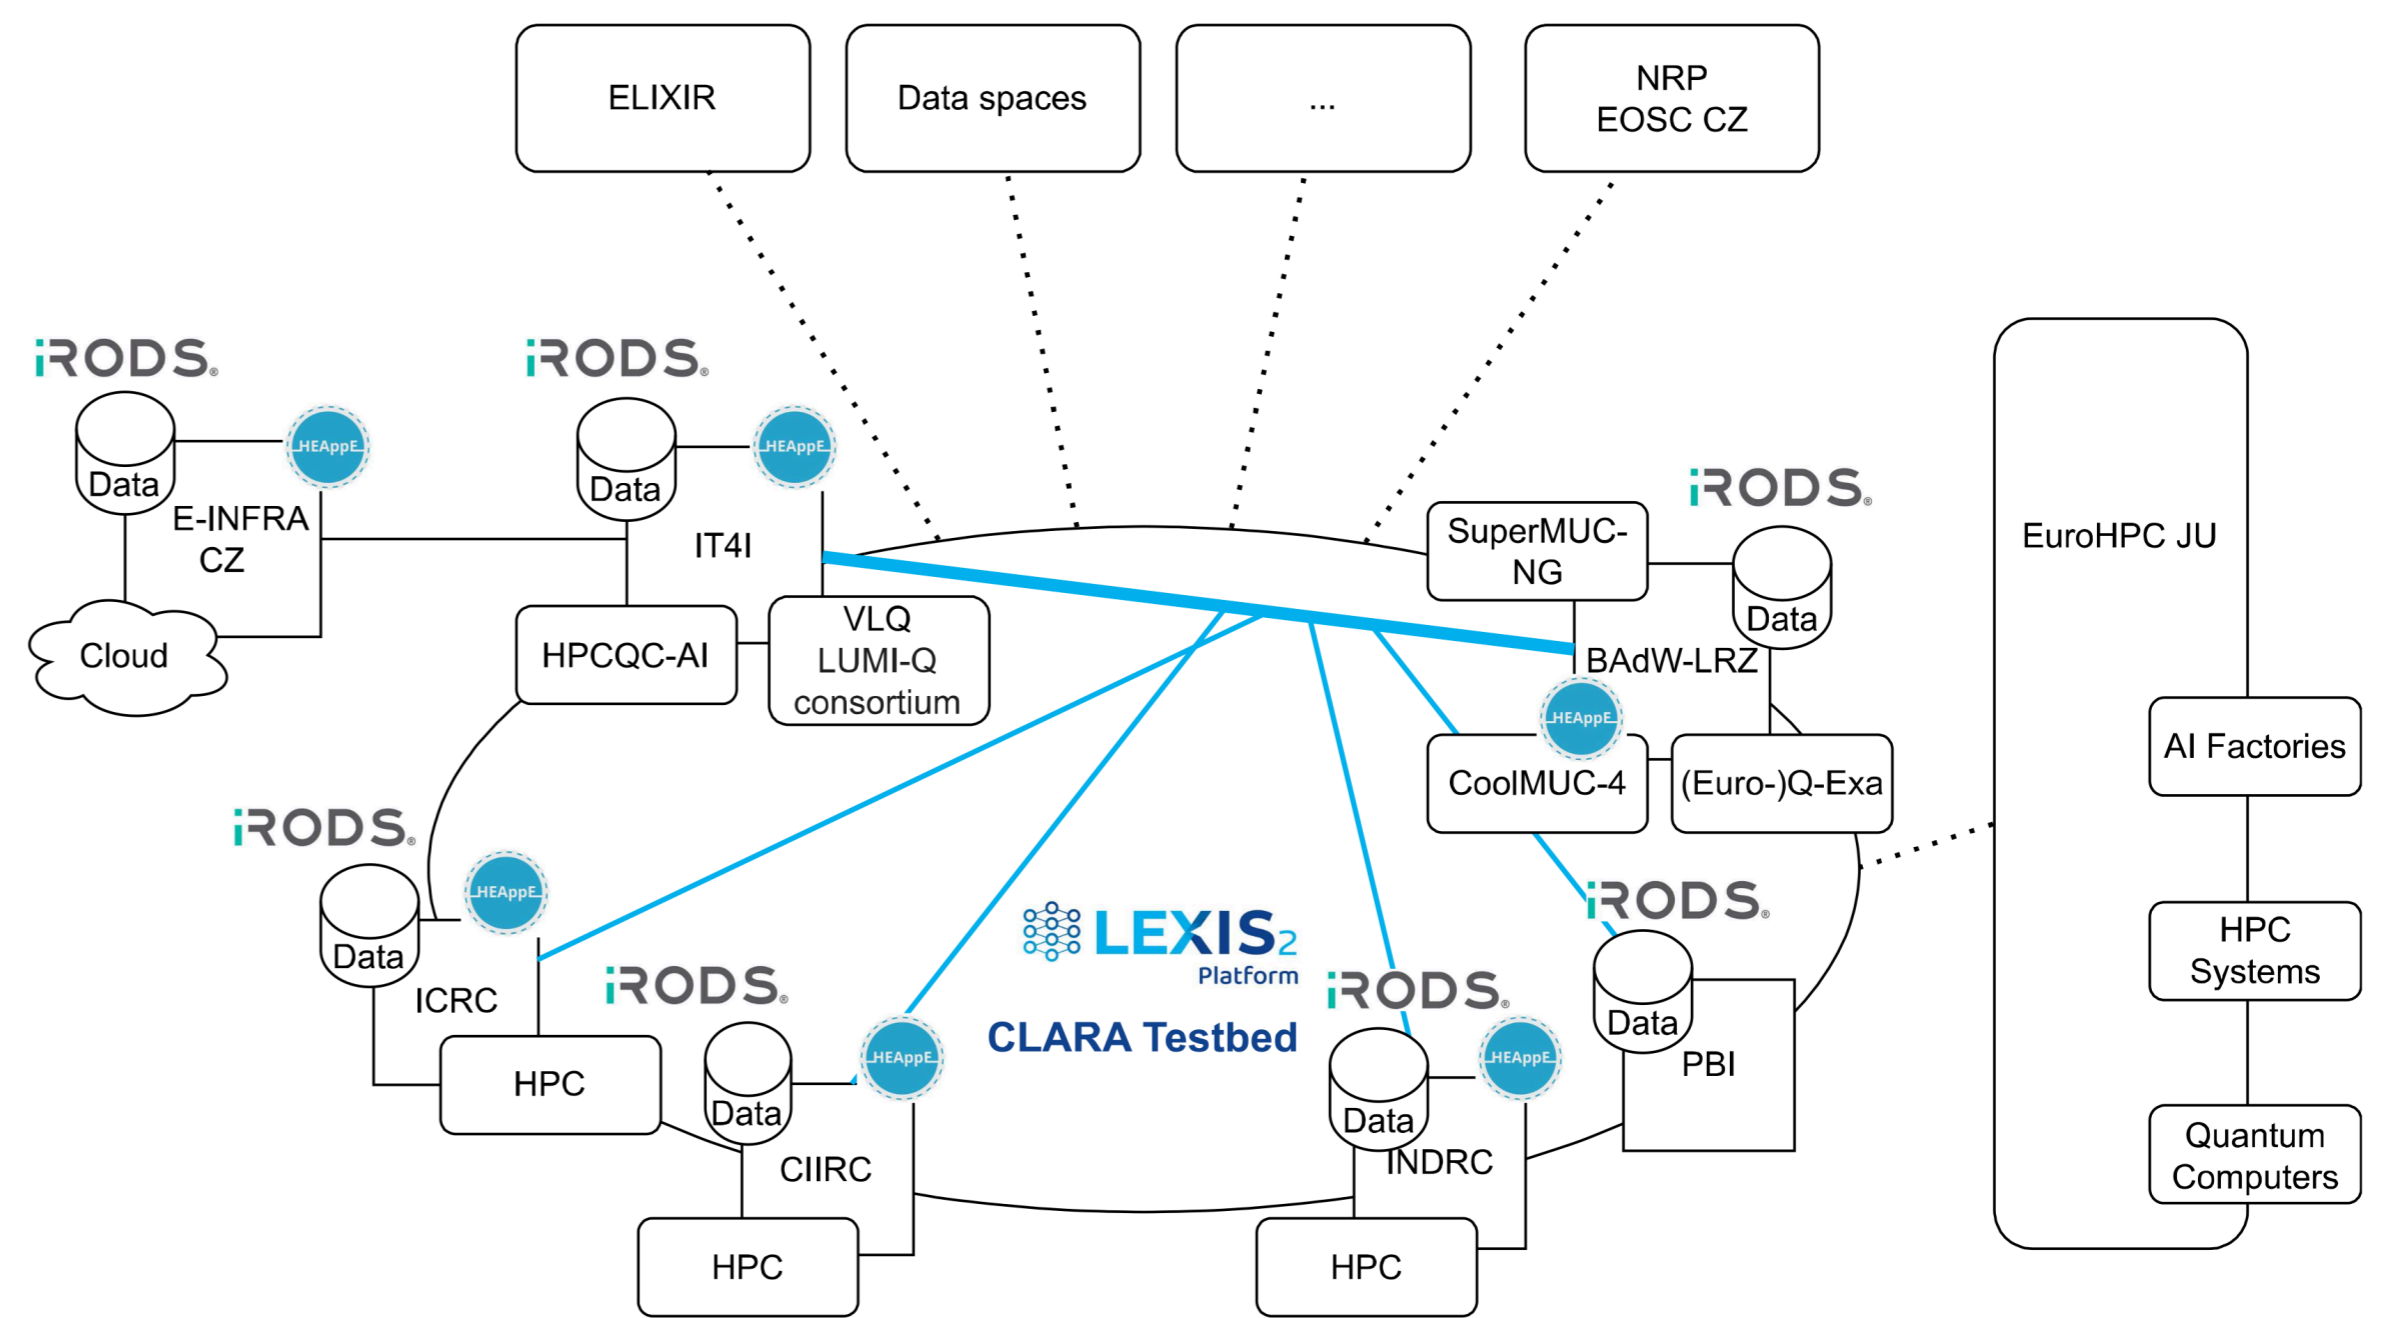 ELIXIR
Data spaces
...
NRP
EOSC CZ
iRODS®
Data
HEAppE
E-INFRA
CZ
Cloud
iRODS®
Data
HEAppE
IT4I
HPCQC-AI
VLQ
LUMI-Q
consortium
SuperMUC-
NG
iRODS®
Data
BAdW-LRZ
HEAppE
CoolMUC-4
(Euro-)Q-Exa
EuroHPC JU
AI Factories
HPC
Systems
Quantum
Computers
iRODS®
Data
HEAppE
ICRC
HPC
iRODS®
Data
HEAppE
CIIRC
HPC
LEXIS2
Platform
CLARA Testbed
iRODS®
Data
HEAppE
INDRC
HPC
iRODS®
Data
PBI